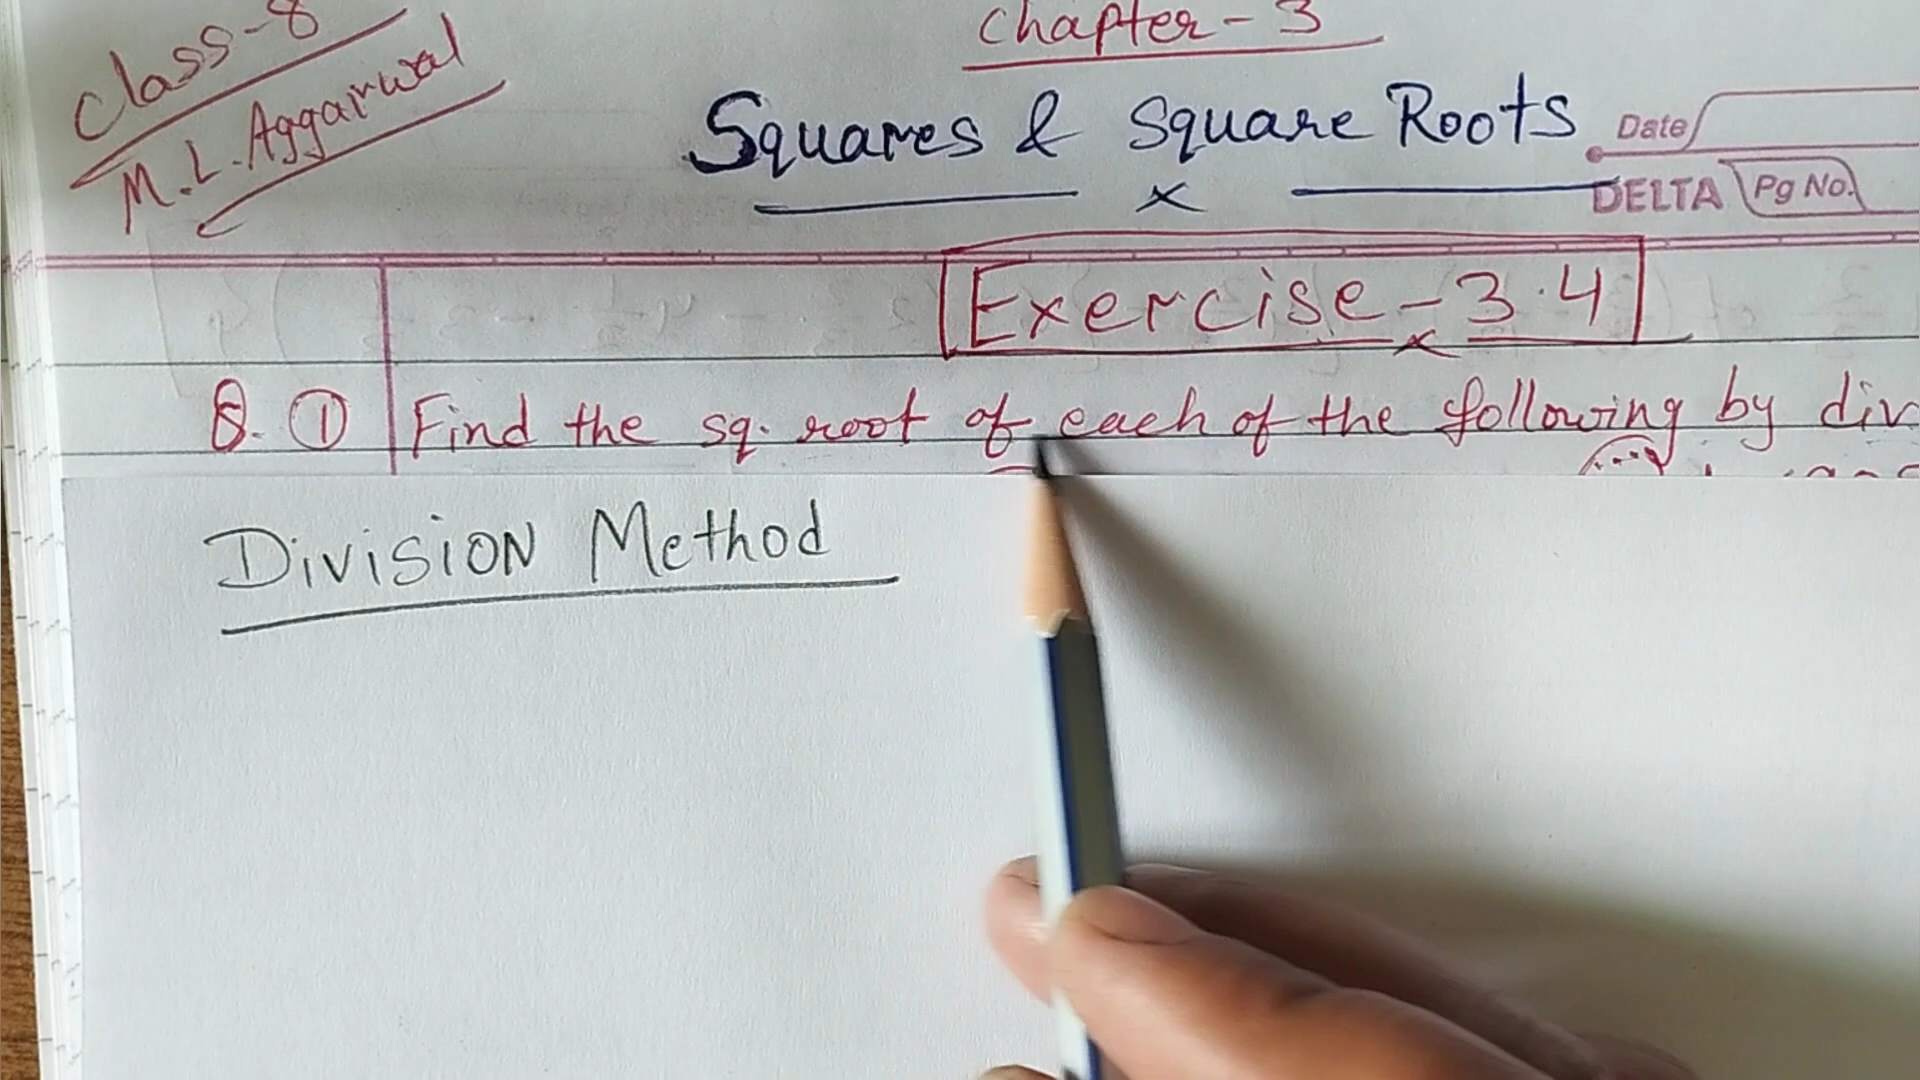 Class-8
M.L. Aggarwal
Chapter - 3
Squares & Square Roots
x
Date
DELTA Pg No.
Exercise - 3.4
x
Q. ① Find the sq. root of each of the following by div
Division Method